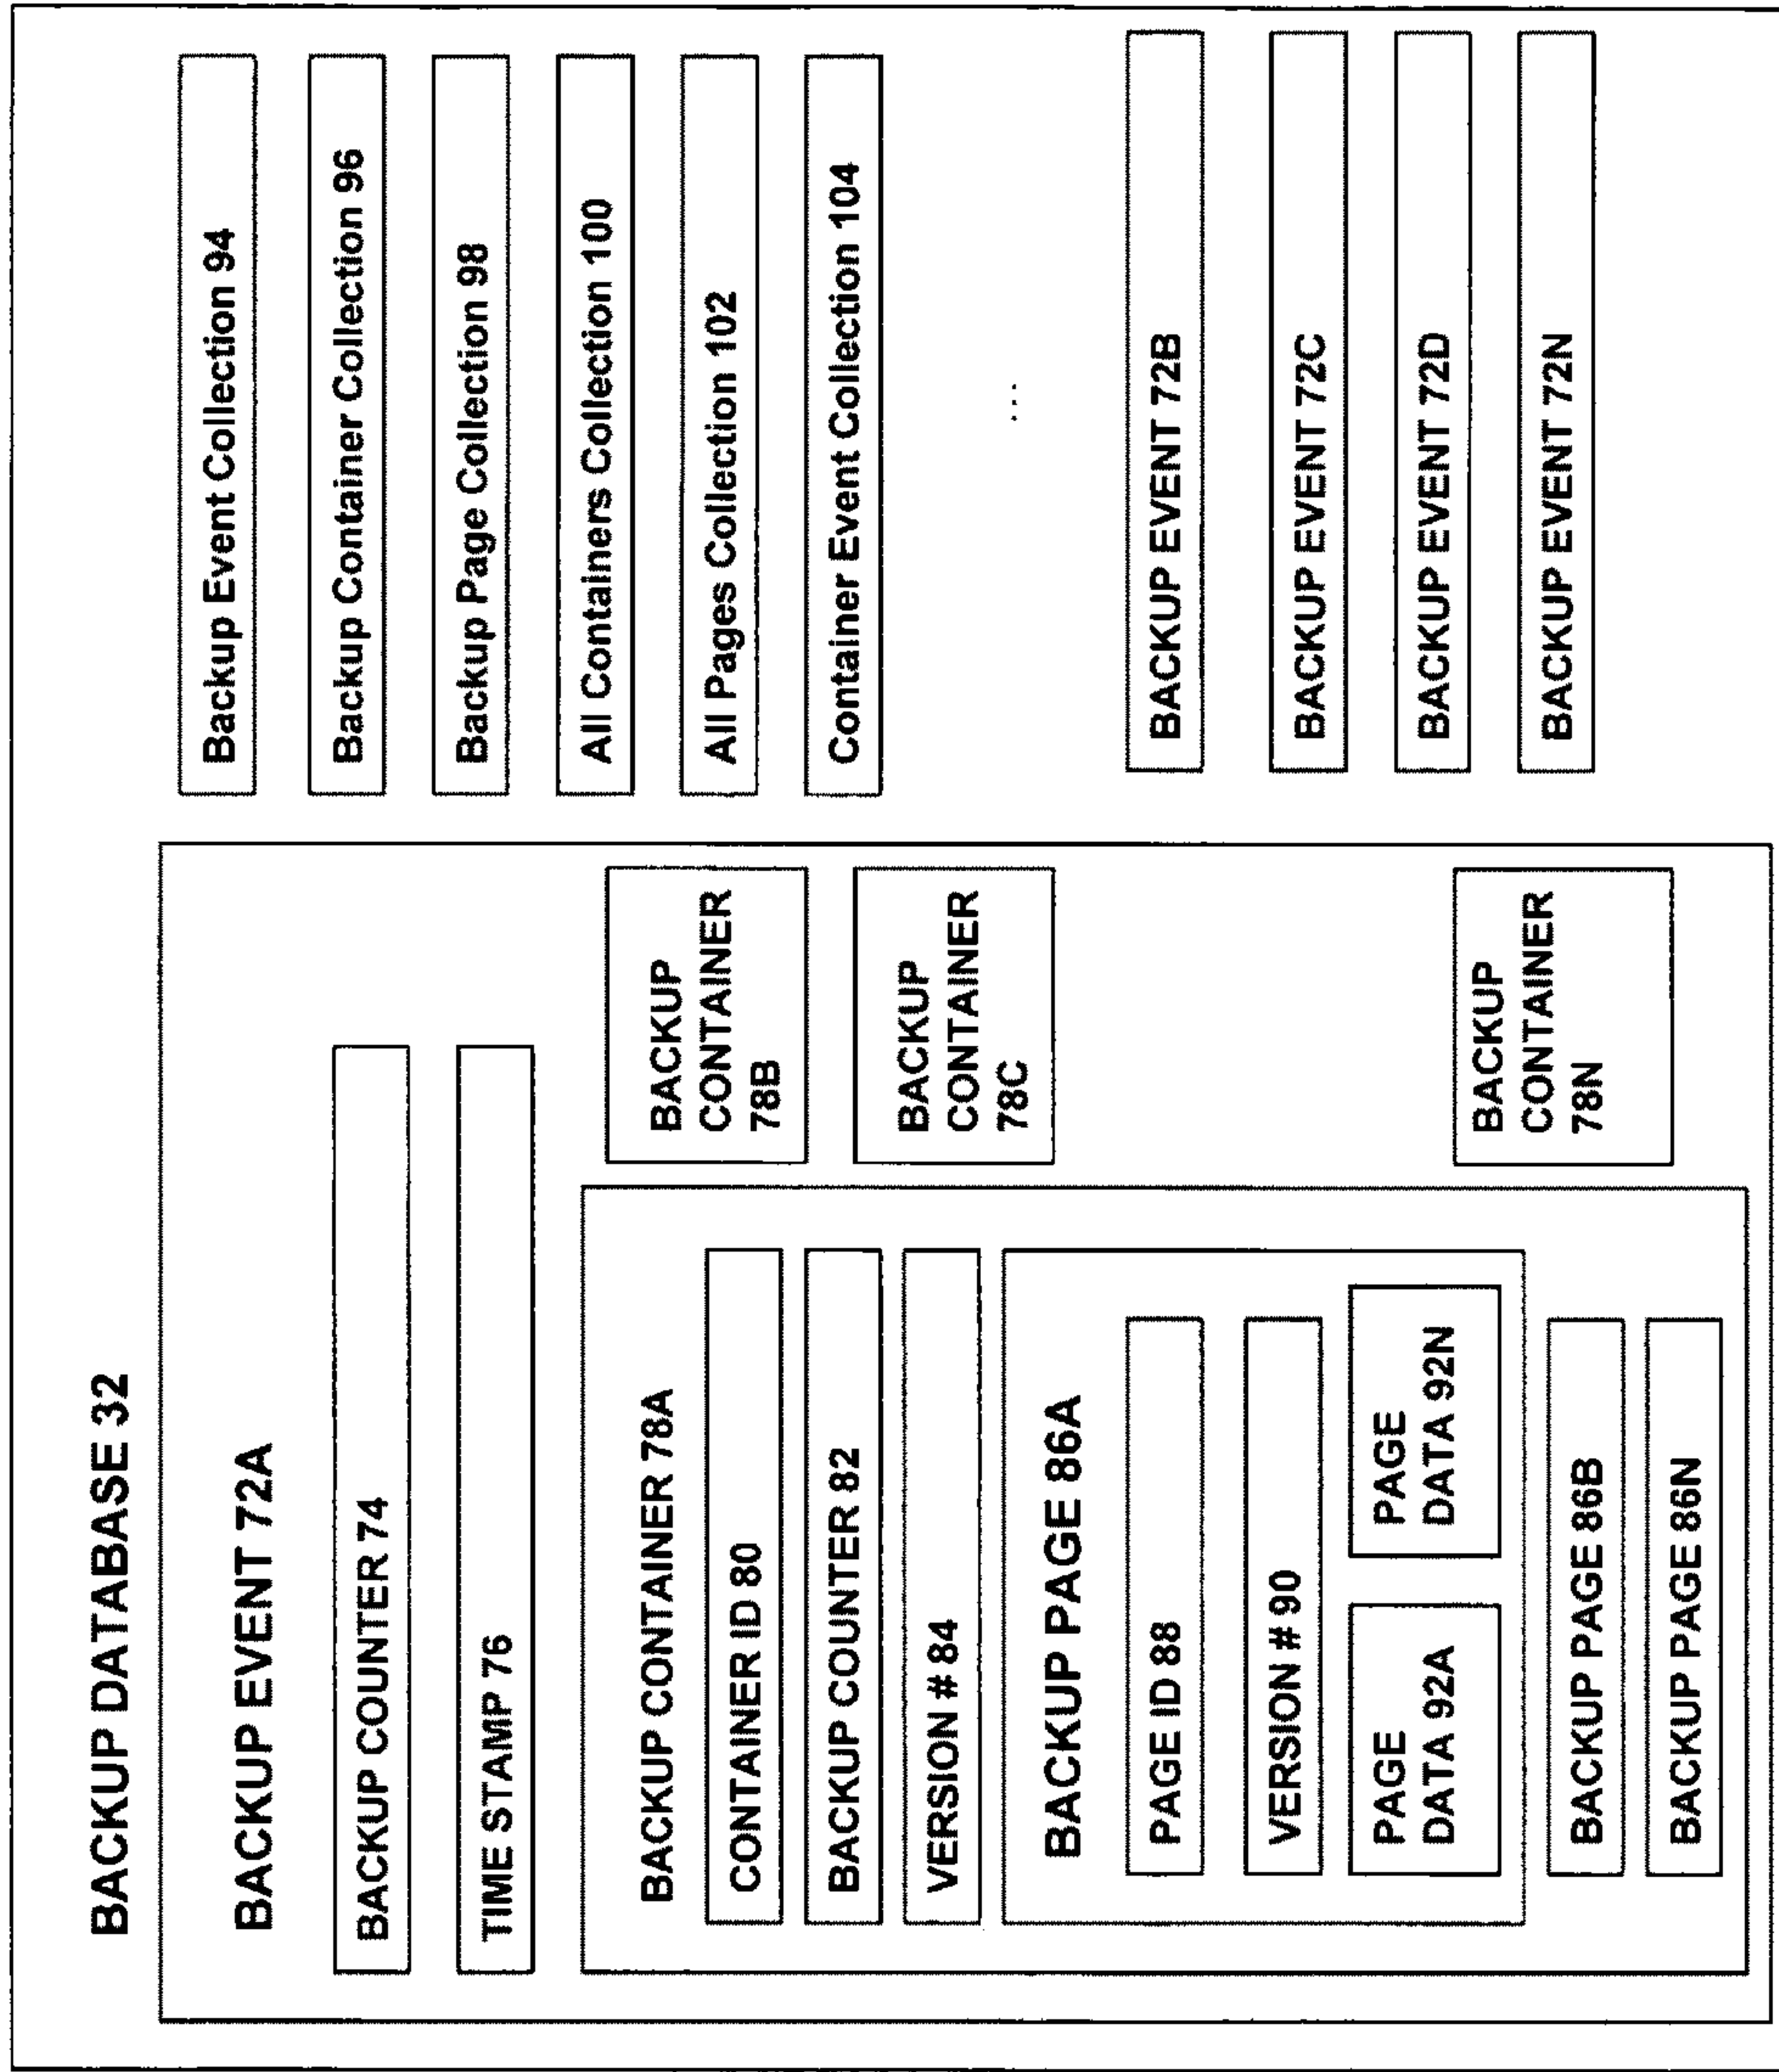 BACKUP DATABASE 32
BACKUP EVENT 72A
BACKUP COUNTER 74
TIME STAMP 76
BACKUP CONTAINER 78A
CONTAINER ID 80
BACKUP COUNTER 82
VERSION # 84
BACKUP PAGE 86A
PAGE ID 88
VERSION # 90
PAGE
DATA 92A
PAGE
DATA 92N
BACKUP PAGE 86B
BACKUP PAGE 86N
BACKUP
CONTAINER
78B
BACKUP
CONTAINER
78C
BACKUP
CONTAINER
78N
Backup Event Collection 94
Backup Container Collection 96
Backup Page Collection 98
All Containers Collection 100
All Pages Collection 102
Container Event Collection 104
...
BACKUP EVENT 72B
BACKUP EVENT 72C
BACKUP EVENT 72D
BACKUP EVENT 72N